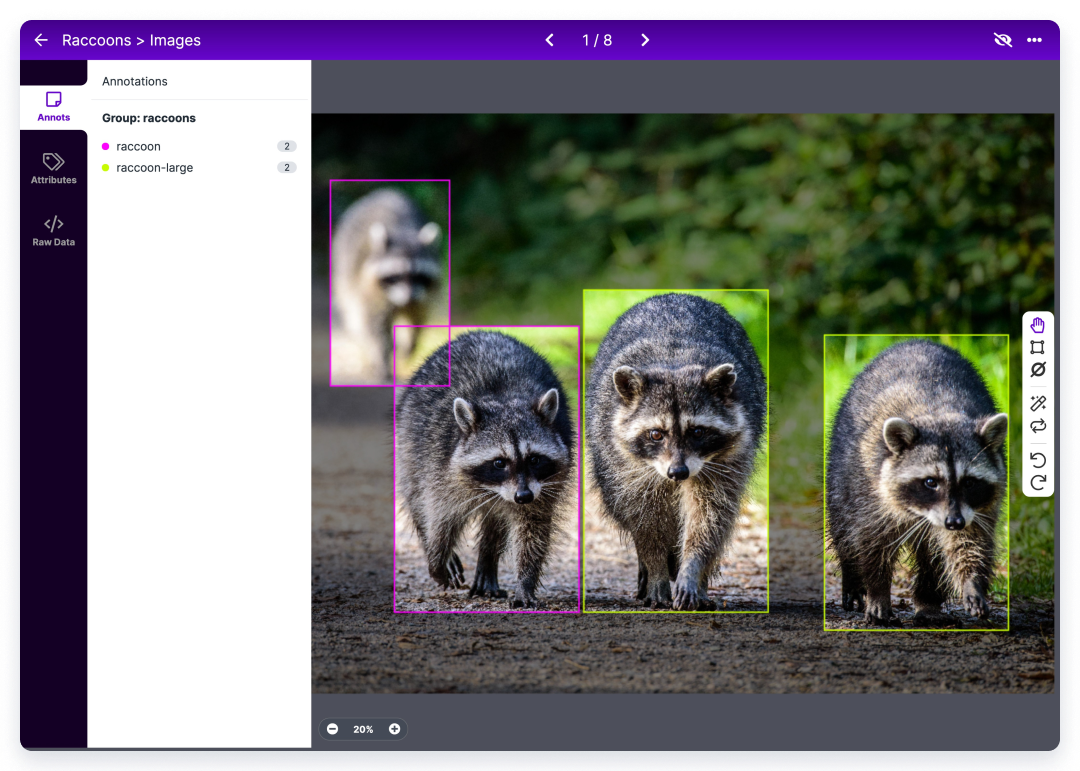 Raccoons > Images
1 / 8
Annots
Attributes
Raw Data
Annotations
Group: raccoons
raccoon 2
raccoon-large 2
20%